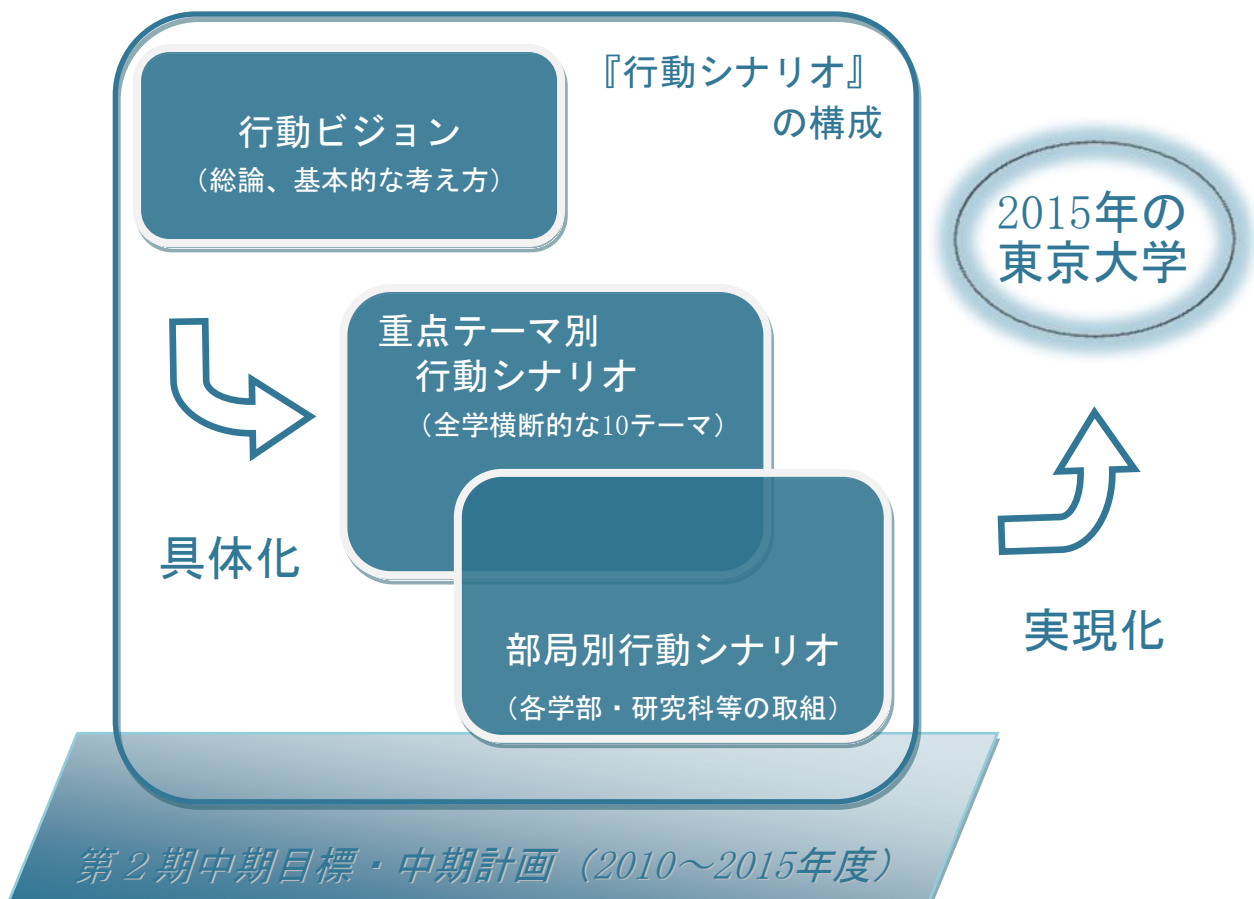 『行動シナリオ』
の構成
行動ビジョン
（総論、基本的な考え方）
2015年の
東京大学
重点テーマ別
行動シナリオ
（全学横断的な10テーマ）
具体化
部局別行動シナリオ
（各学部・研究科等の取組）
実現化
第２期中期目標・中期計画（2010～2015年度）